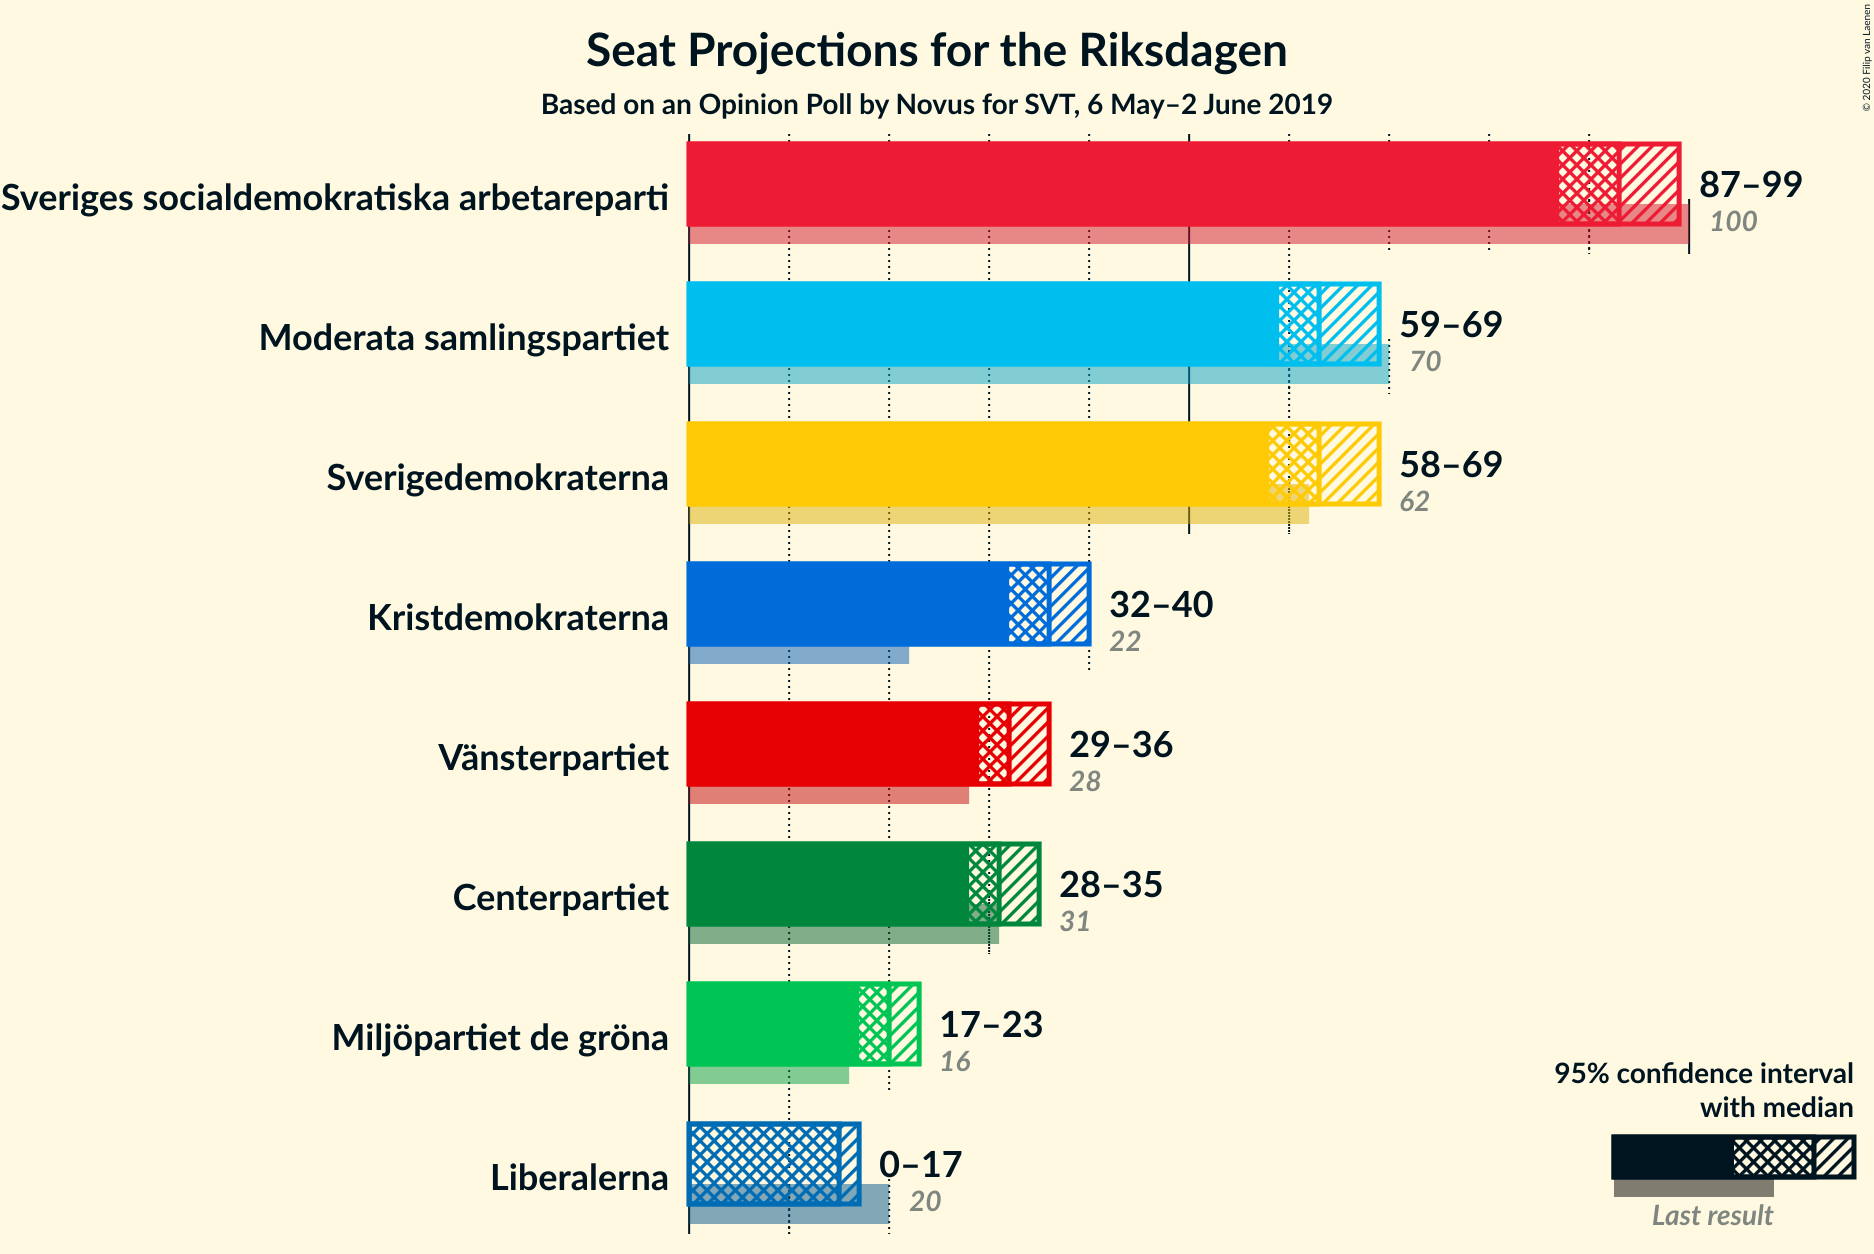 Seat Projections for the Riksdagen
Based on an Opinion Poll by Novus for SVT, 6 May–2 June 2019
© 2020 Filip van Laenen
Sveriges socialdemokratiska arbetareparti
87–99
100
Moderata samlingspartiet
59–69
70
Sverigedemokraterna
58–69
62
Kristdemokraterna
32–40
22
Vänsterpartiet
29–36
28
Centerpartiet
28–35
31
Miljöpartiet de gröna
17–23
16
Liberalerna
0–17
20
95% confidence interval
with median
Last result